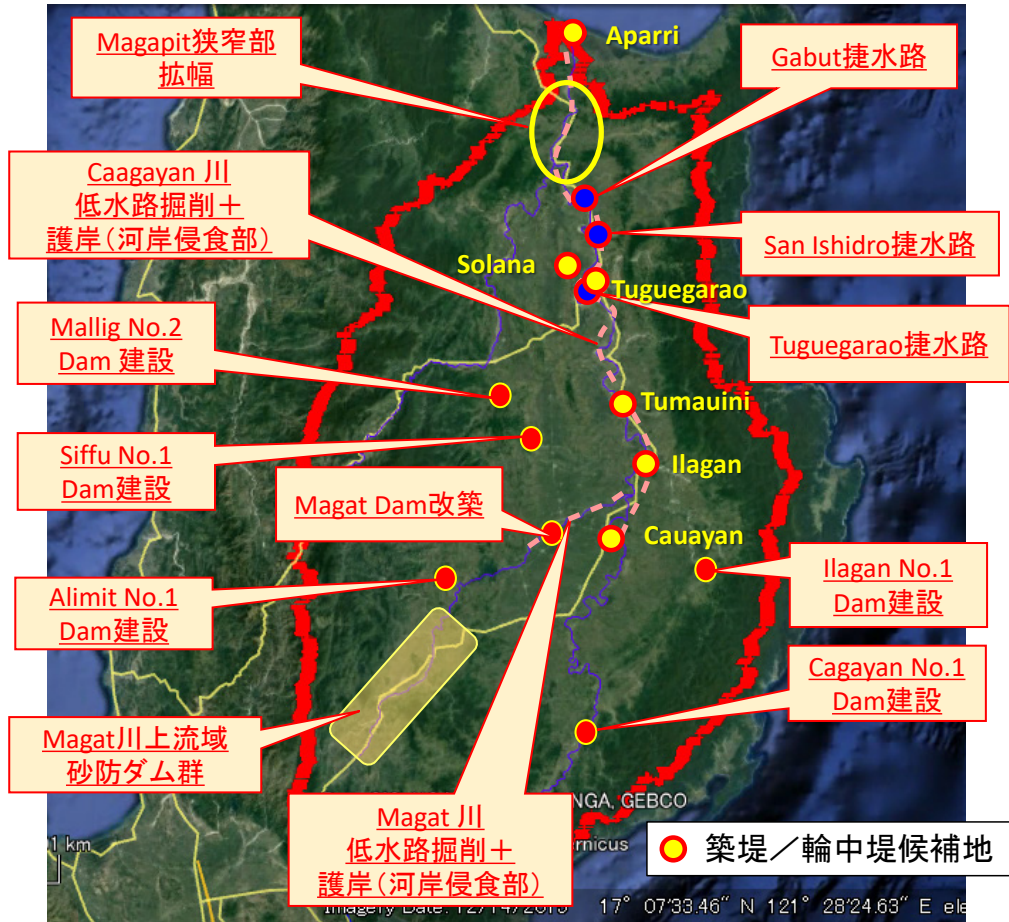 Magapit狭窄部
拡幅
Aparri
Gabut捷水路
Caagayan 川
低水路掘削＋
護岸（河岸侵食部）
San Ishidro捷水路
Solana
Tuguegarao
Mallig No.2
Dam 建設
Tuguegarao捷水路
Tumauini
Siffu No.1
Dam建設
Ilagan
Magat Dam改築
Cauayan
Alimit No.1
Dam建設
Ilagan No.1
Dam建設
Cagayan No.1
Dam建設
Magat川上流域
砂防ダム群
Magat 川
低水路掘削＋
護岸（河岸侵食部）
NGA, GEBCO
km
築堤／輪中堤候補地
17° 07'33.46" N 121° 28'24.63" E ele